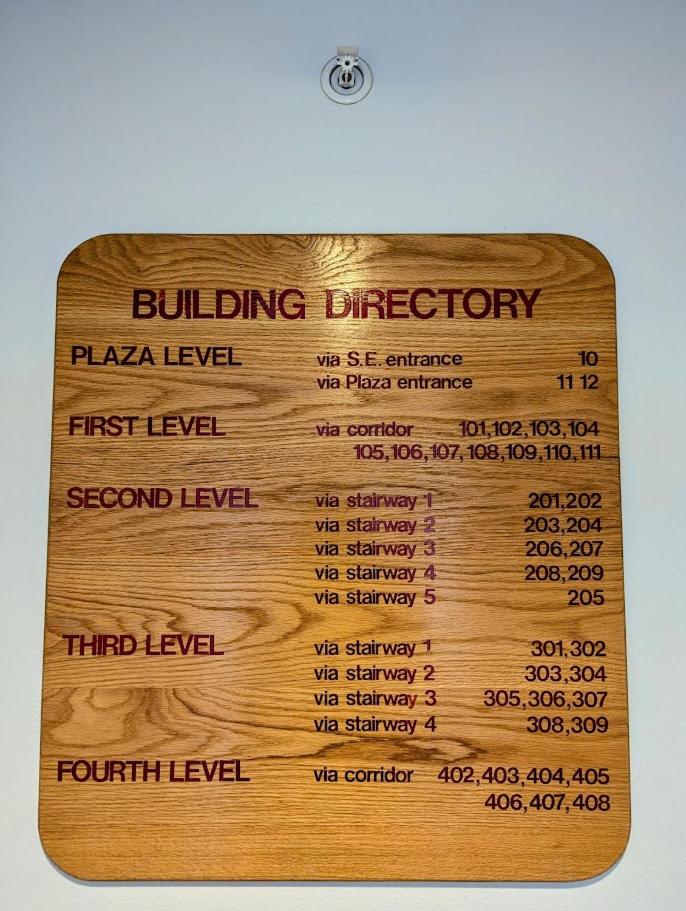 BUILDING DIRECTORY
PLAZA LEVEL via S.E. entrance 10
via Plaza entrance 11 12
FIRST LEVEL via corridor 101,102,103,104
105,106,107,108,109,110,111
SECOND LEVEL via stairway 1 201,202
via stairway 2 203,204
via stairway 3 206,207
via stairway 4 208,209
via stairway 5 205
THIRD LEVEL via stairway 1 301,302
via stairway 2 303,304
via stairway 3 305,306,307
via stairway 4 308,309
FOURTH LEVEL via corridor 402,403,404,405
406,407,408